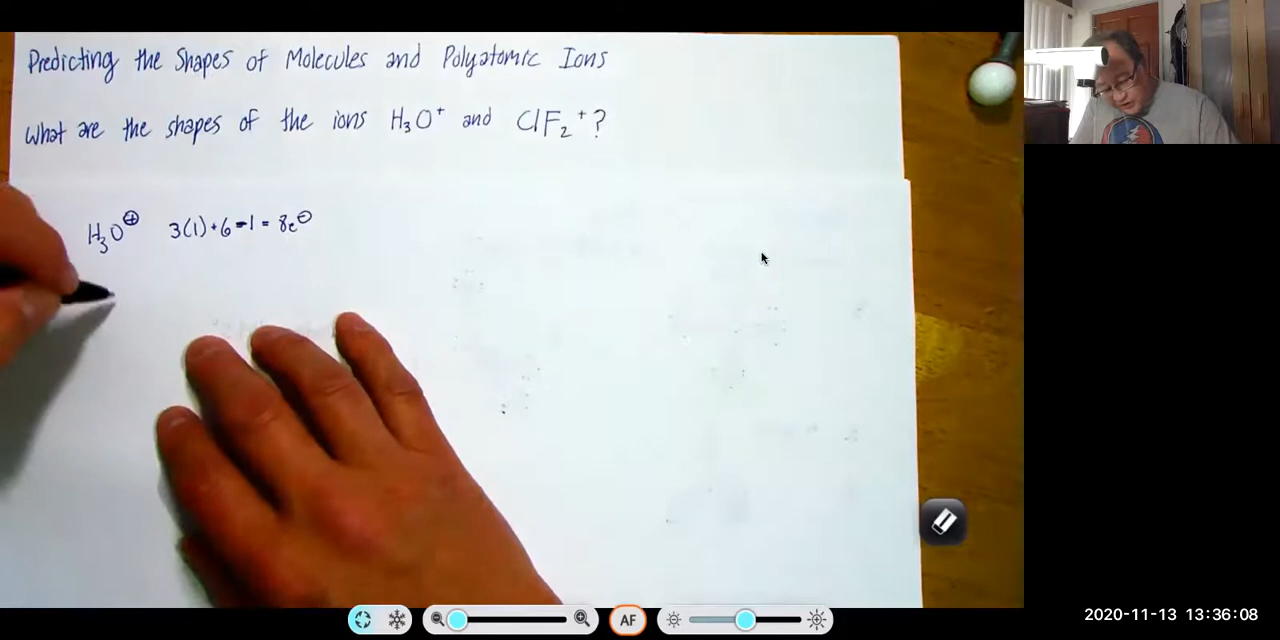 Predicting the Shapes of Molecules and Polyatomic Ions
What are the shapes of the ions H₃O⁺ and ClF₂⁺?
H₃O⊕ 3(1)+6-1=8e⊖
AF
2020-11-13 13:36:08